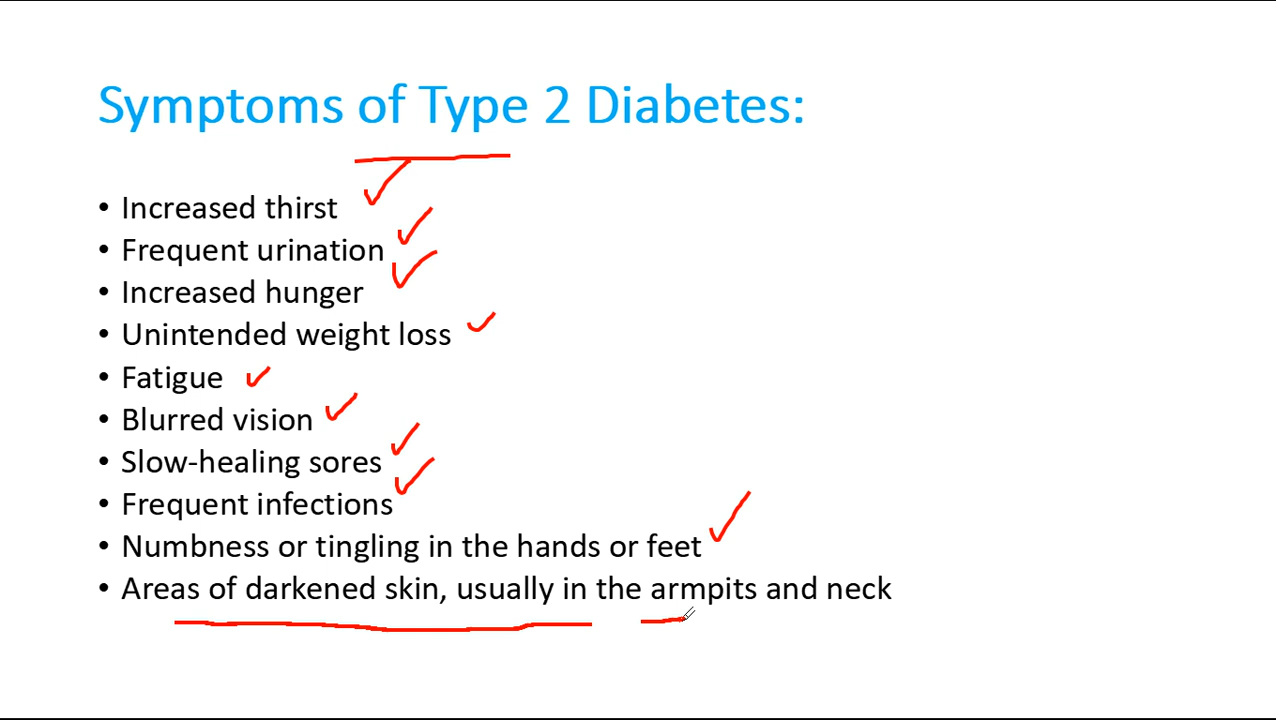 Symptoms of Type 2 Diabetes:
• Increased thirst
• Frequent urination
• Increased hunger
• Unintended weight loss
• Fatigue
• Blurred vision
• Slow-healing sores
• Frequent infections
• Numbness or tingling in the hands or feet
• Areas of darkened skin, usually in the armpits and neck